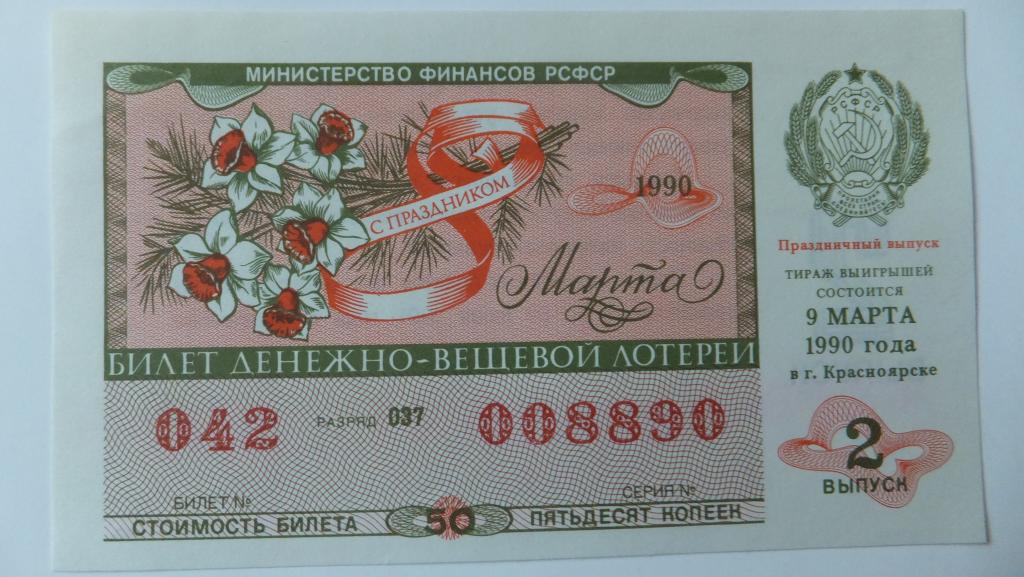 МИНИСТЕРСТВО ФИНАНСОВ РСФСР
С ПРАЗДНИКОМ
8
Марта
1990
БИЛЕТ ДЕНЕЖНО-ВЕЩЕВОЙ ЛОТЕРЕИ
042 РАЗРЯД 037 008890
БИЛЕТ № СЕРИЯ №
СТОИМОСТЬ БИЛЕТА 50 ПЯТЬДЕСЯТ КОПЕЕК
РСФСР
Праздничный выпуск
ТИРАЖ ВЫИГРЫШЕЙ
СОСТОИТСЯ
9 МАРТА
1990 года
в г. Красноярске
2
ВЫПУСК